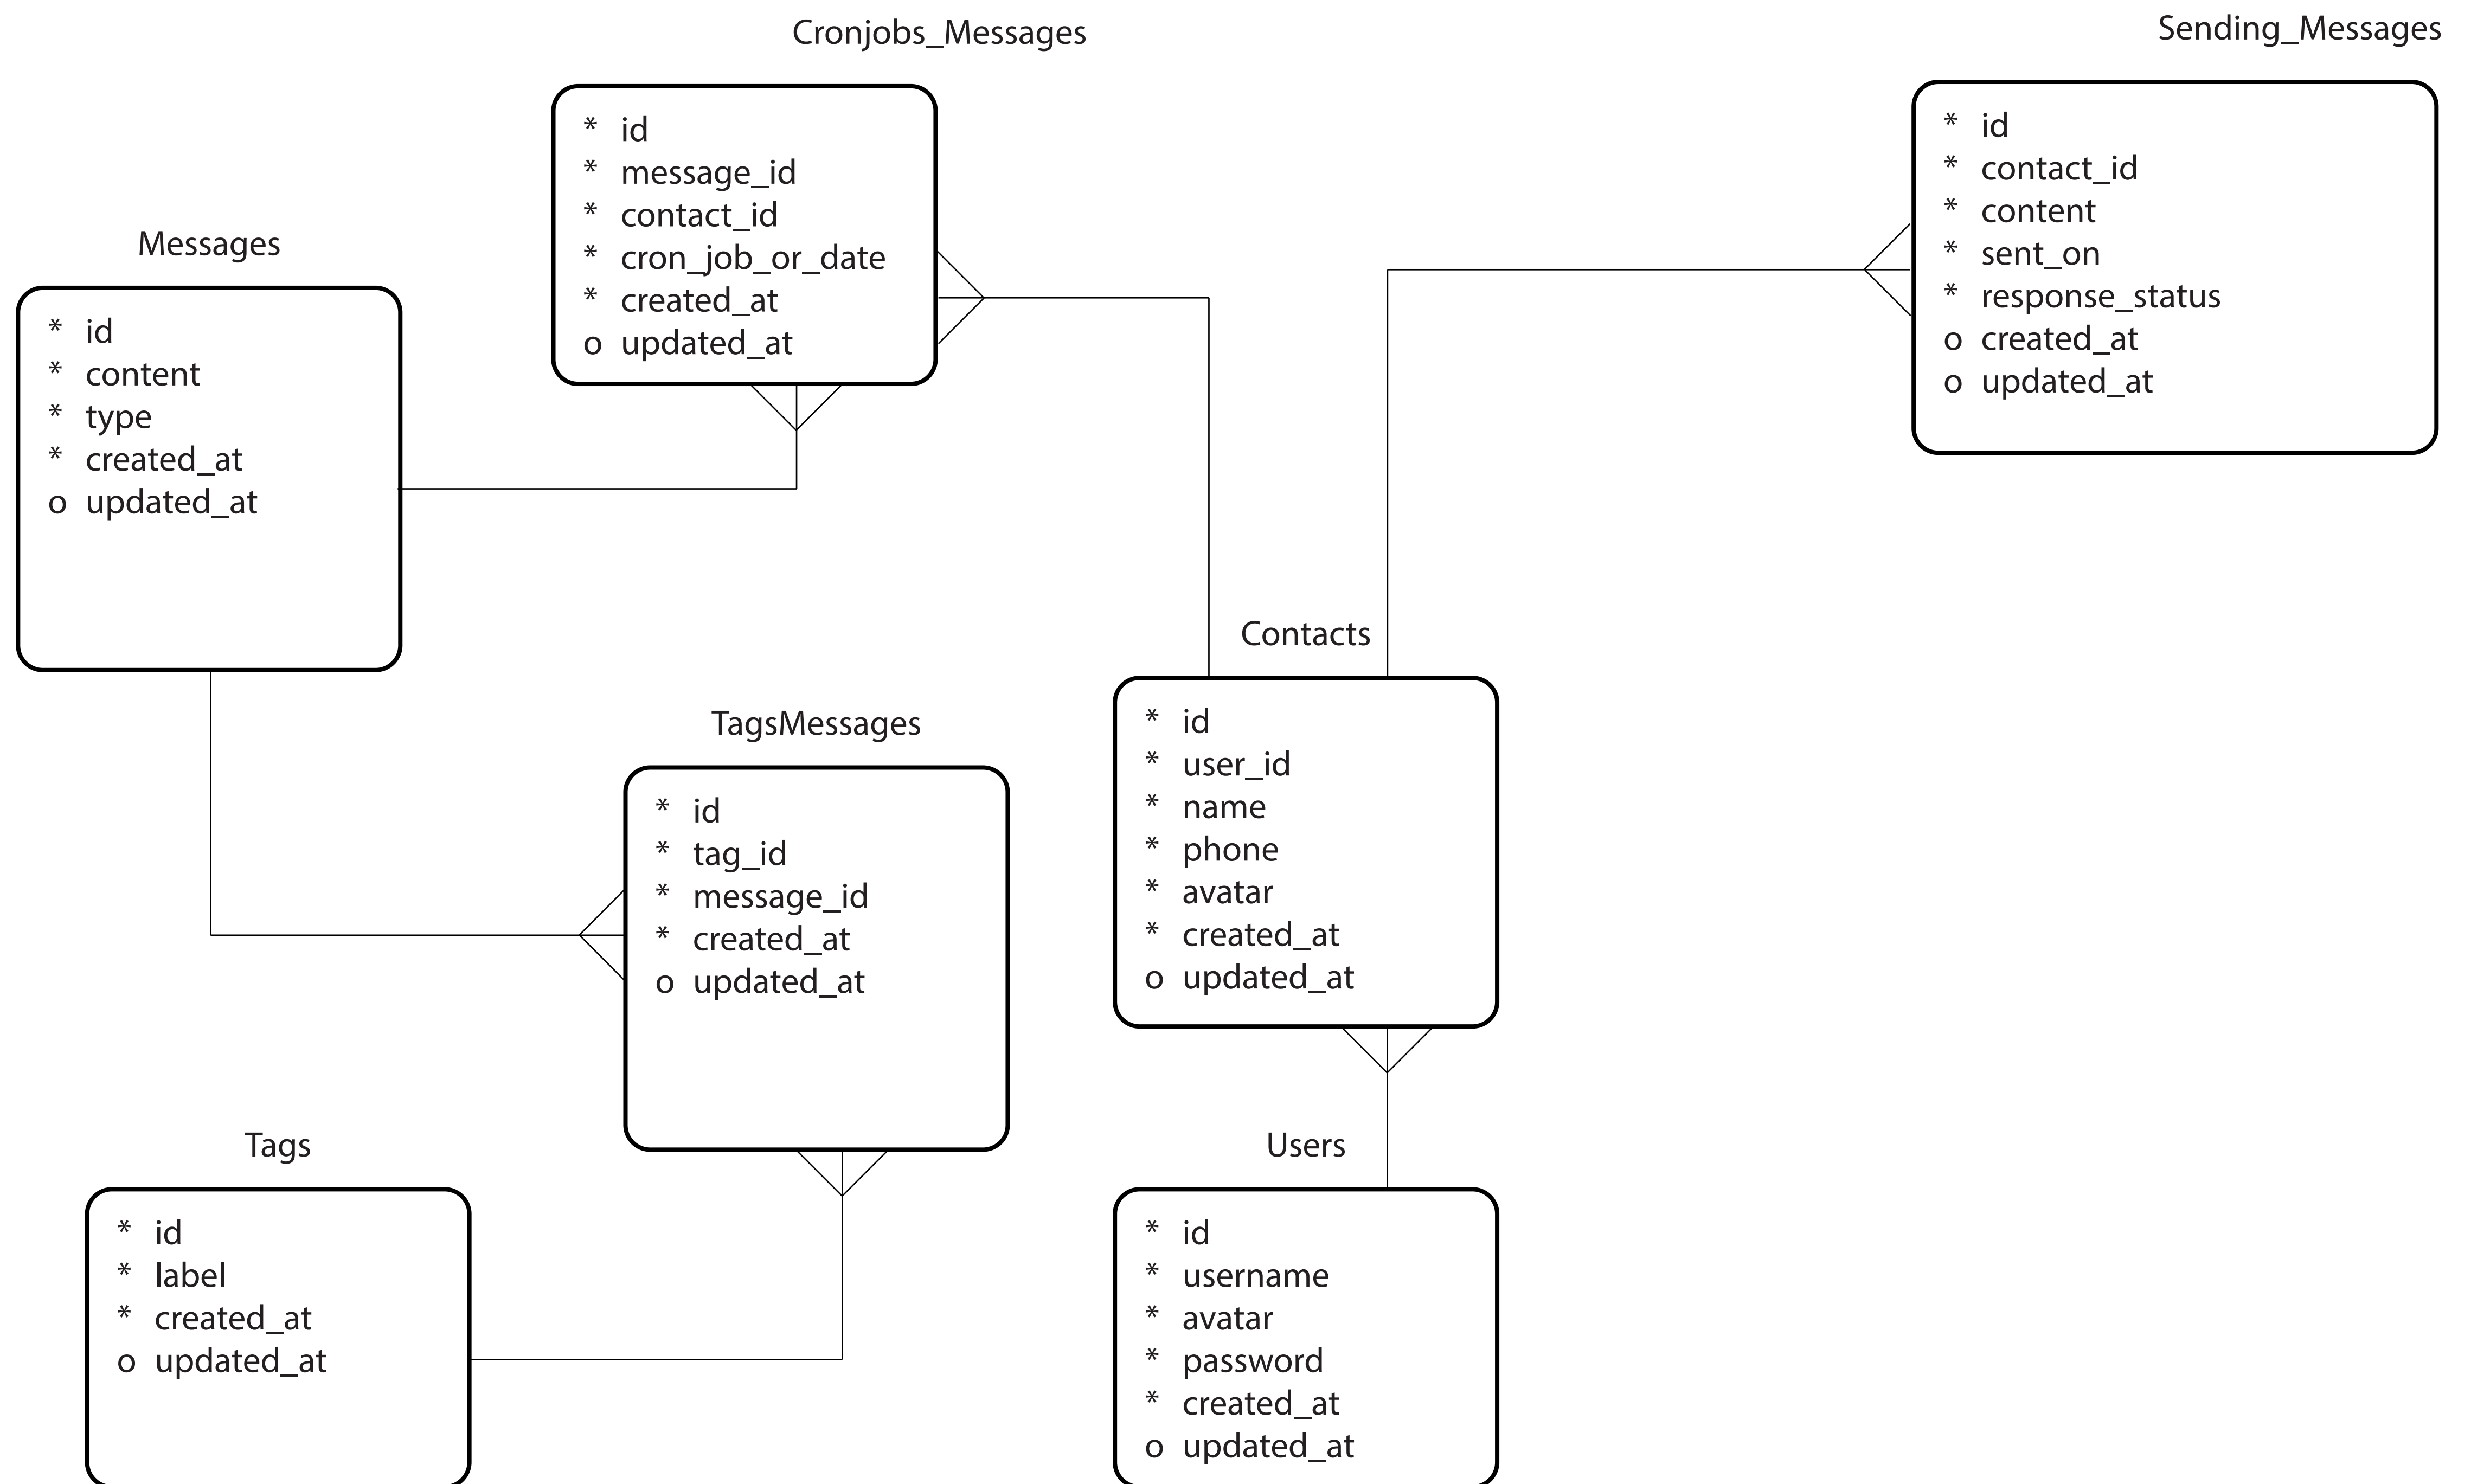 Cronjobs_Messages
* id
* message_id
* contact_id
* cron_job_or_date
* created_at
o updated_at
Sending_Messages
* id
* contact_id
* content
* sent_on
* response_status
o created_at
o updated_at
Messages
* id
* content
* type
* created_at
o updated_at
Contacts
* id
* user_id
* name
* phone
* avatar
* created_at
o updated_at
TagsMessages
* id
* tag_id
* message_id
* created_at
o updated_at
Tags
* id
* label
* created_at
o updated_at
Users
* id
* username
* avatar
* password
* created_at
o updated_at